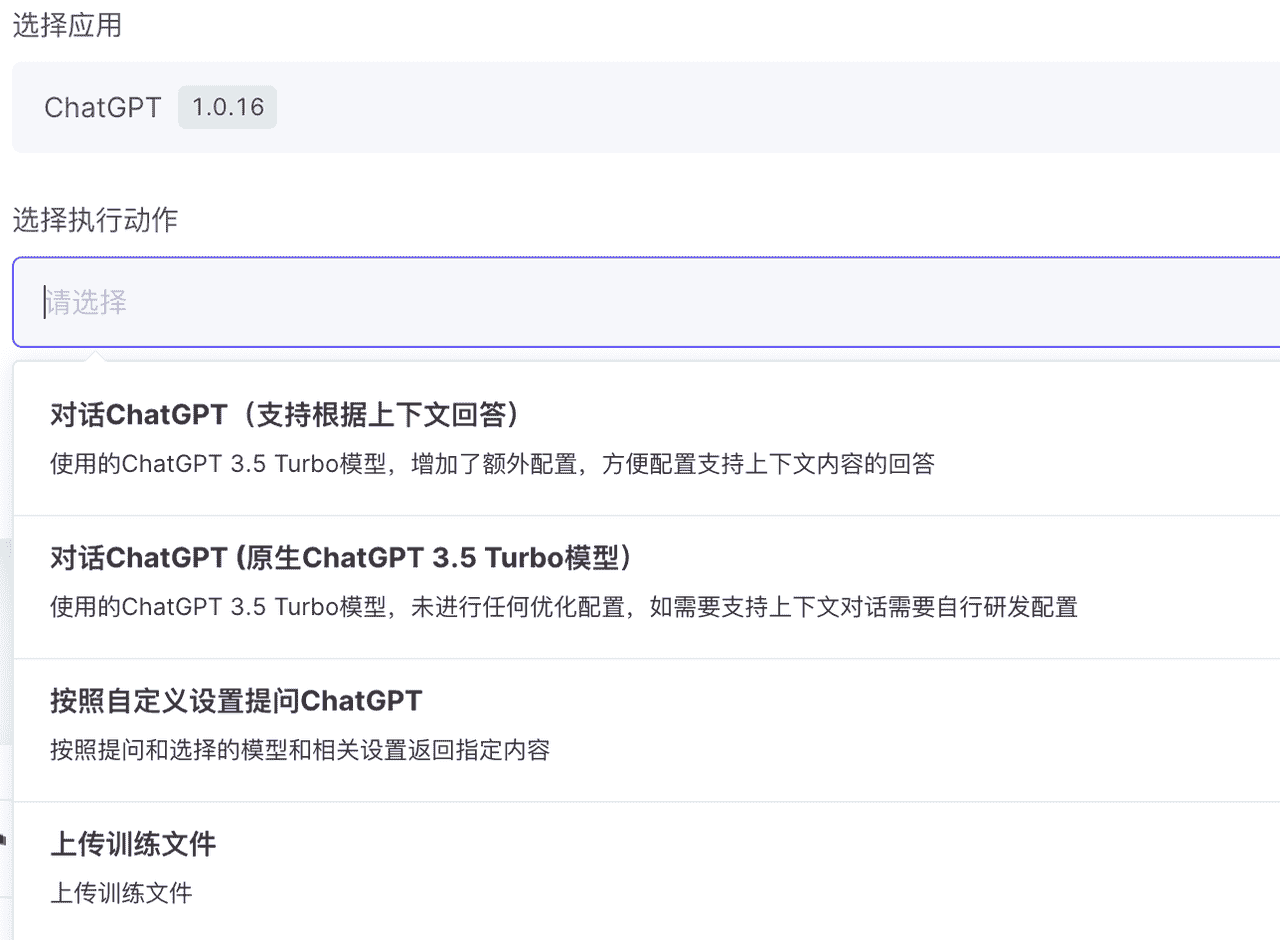 选择应用
ChatGPT 1.0.16
选择执行动作
请选择
对话ChatGPT（支持根据上下文回答）
使用的ChatGPT 3.5 Turbo模型，增加了额外配置，方便配置支持上下文内容的回答
对话ChatGPT (原生ChatGPT 3.5 Turbo模型）
使用的ChatGPT 3.5 Turbo模型，未进行任何优化配置，如需要支持上下文对话需要自行研发配置
按照自定义设置提问ChatGPT
按照提问和选择的模型和相关设置返回指定内容
上传训练文件
上传训练文件